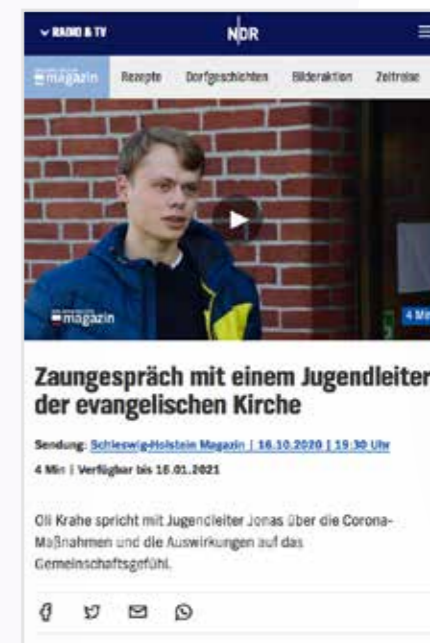 RADIO & TV
NDR
magazin Rezepte Dorfgeschichten Bilderaktion Zeitreise
magazin
4 Min
Zaungespräch mit einem Jugendleiter
der evangelischen Kirche
Sendung: Schleswig-Holstein Magazin | 16.10.2020 | 19:30 Uhr
4 Min | Verfügbar bis 16.01.2021
Oli Krahe spricht mit Jugendleiter Jonas über die Corona-
Maßnahmen und die Auswirkungen auf das
Gemeinschaftsgefühl.